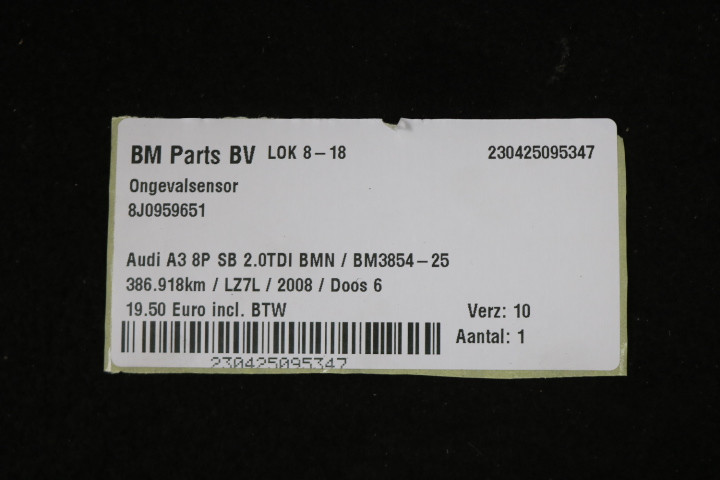 BM Parts BV LOK 8-18 230425095347
Ongevalsensor
8J0959651
Audi A3 8P SB 2.0TDI BMN / BM3854-25
386.918km / LZ7L / 2008 / Doos 6
19.50 Euro incl. BTW Verz: 10
Aantal: 1
230425095347